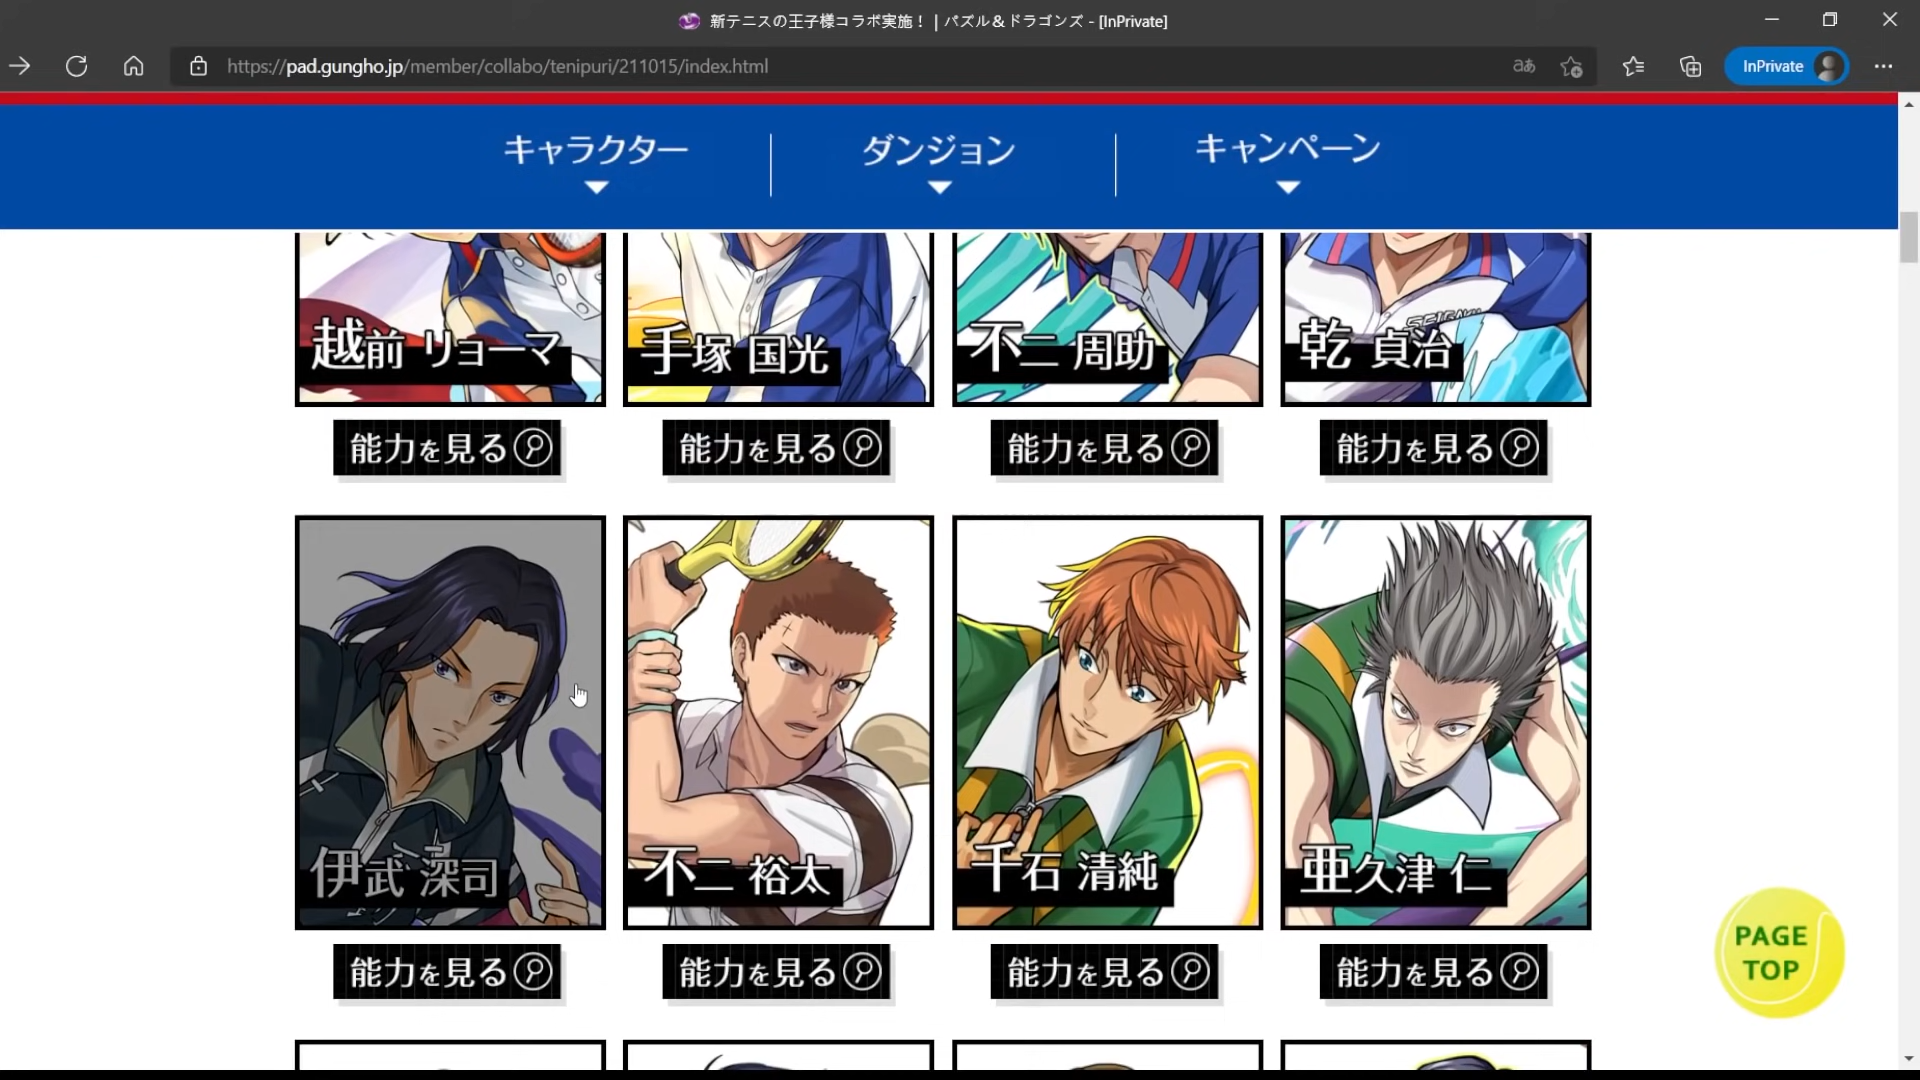 新テニスの王子様コラボ実施！ | パズル＆ドラゴンズ - [InPrivate]
https://pad.gungho.jp/member/collabo/tenipuri/211015/index.html
aあ
InPrivate
キャラクター
ダンジョン
キャンペーン
越前 リョーマ
手塚 国光
不二 周助
乾 貞治
SEIGAKU
能力を見る
能力を見る
能力を見る
能力を見る
伊武 深司
不二 裕太
千石 清純
亜久津 仁
能力を見る
能力を見る
能力を見る
能力を見る
PAGE
TOP